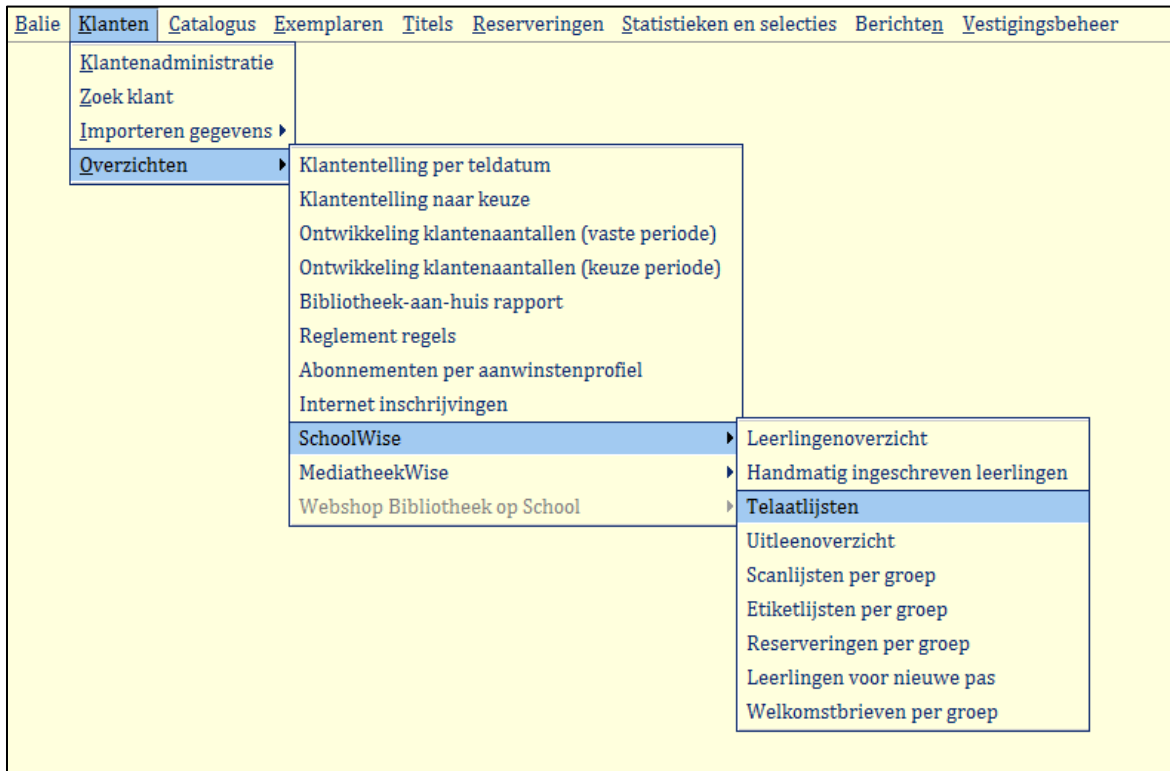 Balie Klanten Catalogus Exemplaren Titels Reserveringen Statistieken en selecties Berichten Vestigingsbeheer
Klantenadministratie
Zoek klant
Importeren gegevens
Overzichten
Klantentelling per teldatum
Klantentelling naar keuze
Ontwikkeling klantenaantallen (vaste periode)
Ontwikkeling klantenaantallen (keuze periode)
Bibliotheek-aan-huis rapport
Reglement regels
Abonnementen per aanwinstenprofiel
Internet inschrijvingen
SchoolWise
MediatheekWise
Webshop Bibliotheek op School
Leerlingenoverzicht
Handmatig ingeschreven leerlingen
Telaatlijsten
Uitleenoverzicht
Scanlijsten per groep
Etiketlijsten per groep
Reserveringen per groep
Leerlingen voor nieuwe pas
Welkomstbrieven per groep